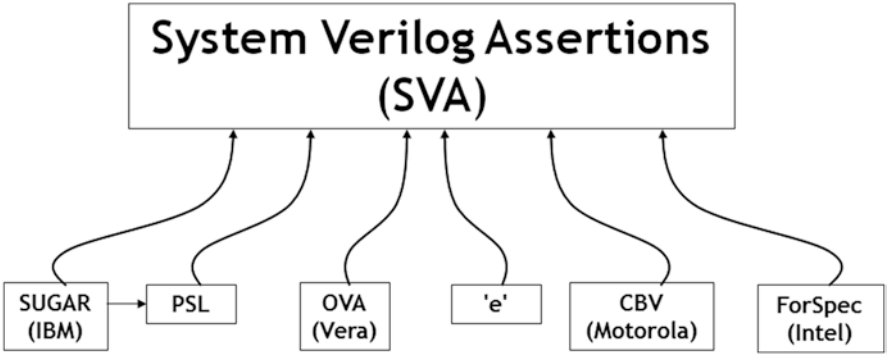 System Verilog Assertions
(SVA)
SUGAR
(IBM)
PSL
OVA
(Vera)
'e'
CBV
(Motorola)
ForSpec
(Intel)